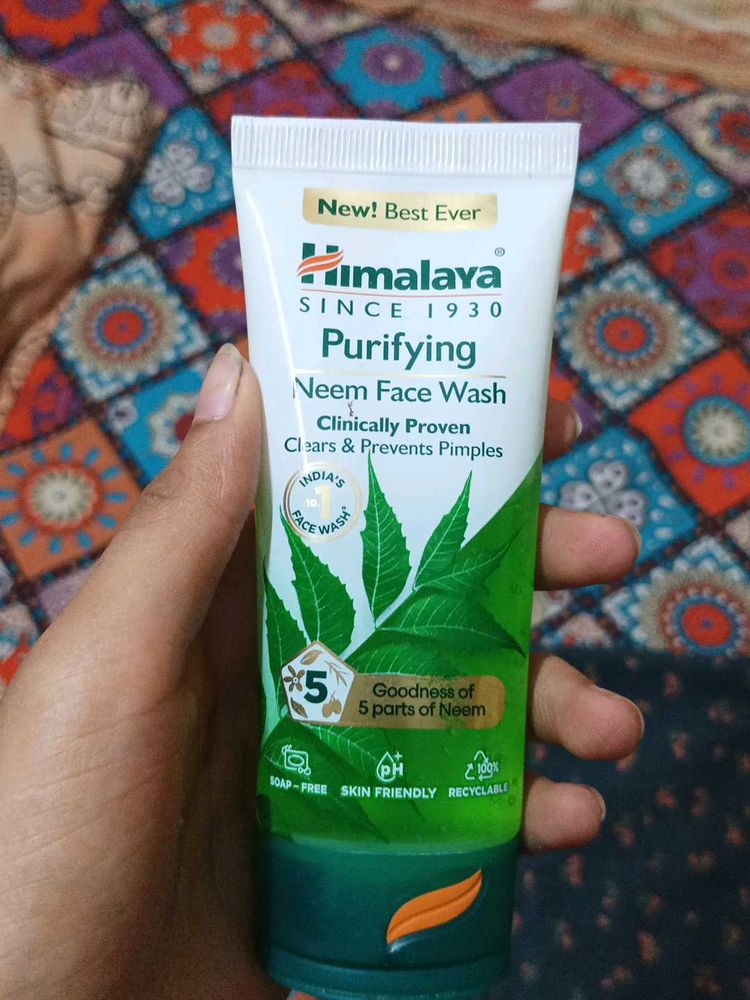 New! Best Ever
Himalaya®
SINCE 1930
Purifying
Neem Face Wash
Clinically Proven
Clears & Prevents Pimples
INDIA'S
no. 1
FACE WASH
5
Goodness of
5 parts of Neem
pH
100%
SOAP-FREE SKIN FRIENDLY RECYCLABLE